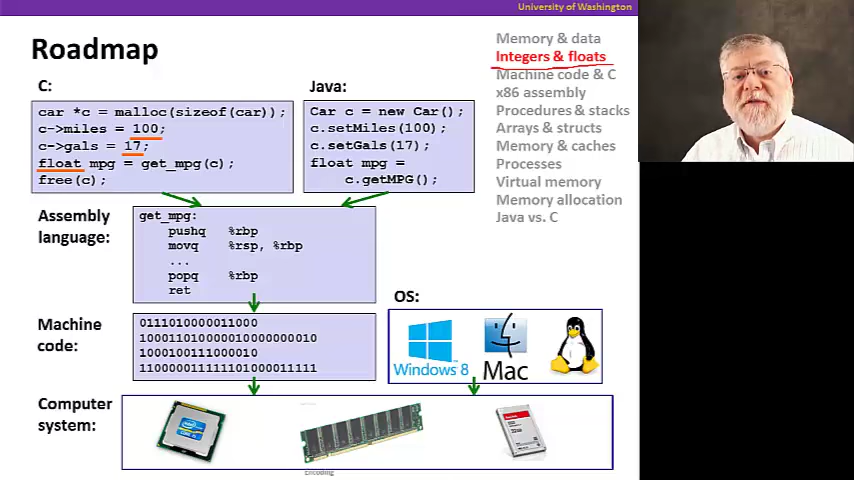 University of Washington
Roadmap
C:
car *c = malloc(sizeof(car));
c->miles = 100;
c->gals = 17;
float mpg = get_mpg(c);
free(c);
Java:
Car c = new Car();
c.setMiles(100);
c.setGals(17);
float mpg =
c.getMPG();
Memory & data
Integers & floats
Machine code & C
x86 assembly
Procedures & stacks
Arrays & structs
Memory & caches
Processes
Virtual memory
Memory allocation
Java vs. C
Assembly
language:
get_mpg:
pushq %rbp
movq %rsp, %rbp
...
popq %rbp
ret
Machine
code:
0111010000011000
100011010000010000000010
1000100111000010
110000011111101000011111
OS:
Windows 8
Mac
Computer
system:
Encoding